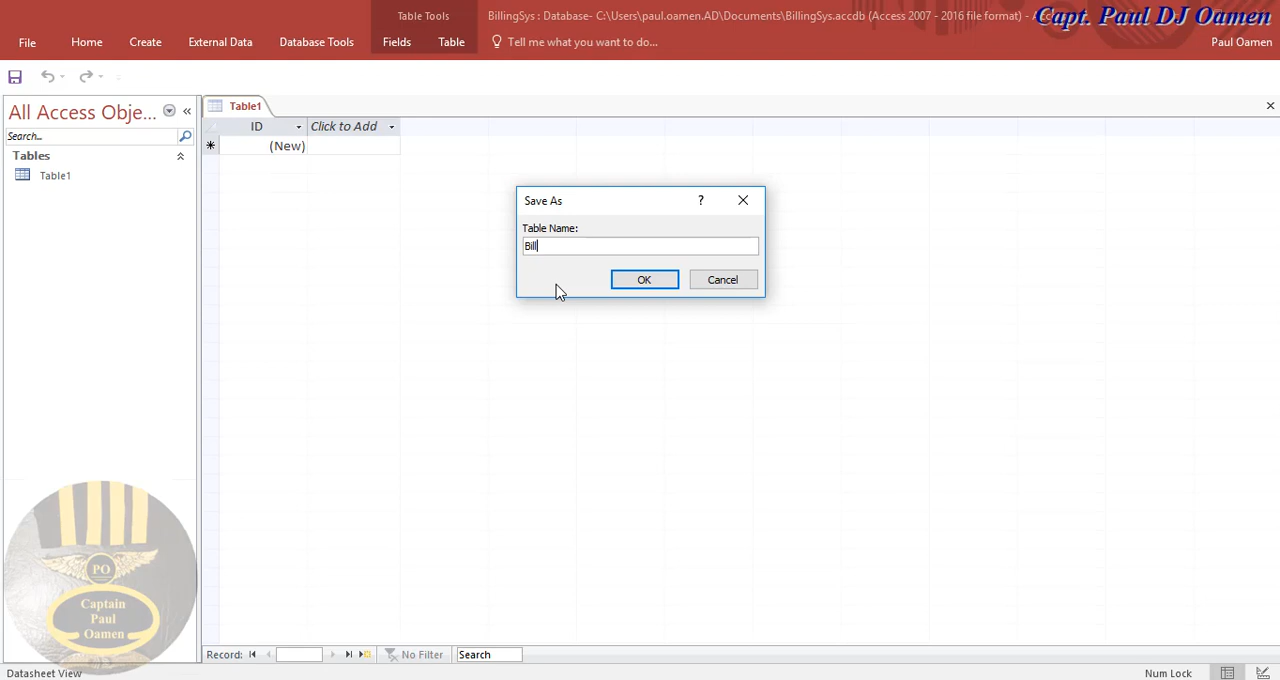 Table Tools
BillingSys : Database- C:\Users\paul.oamen.AD\Documents\BillingSys.accdb (Access 2007 - 2016 file format) -
Capt. Paul DJ Oamen
File Home Create External Data Database Tools Fields Table Tell me what you want to do... Paul Oamen
All Access Obje...
Search...
Tables
Table1
Table1
ID Click to Add
(New)
Save As ?
Table Name:
Bill
OK Cancel
PO
Captain
Paul
Oamen
Record: No Filter Search
Datasheet View Num Lock